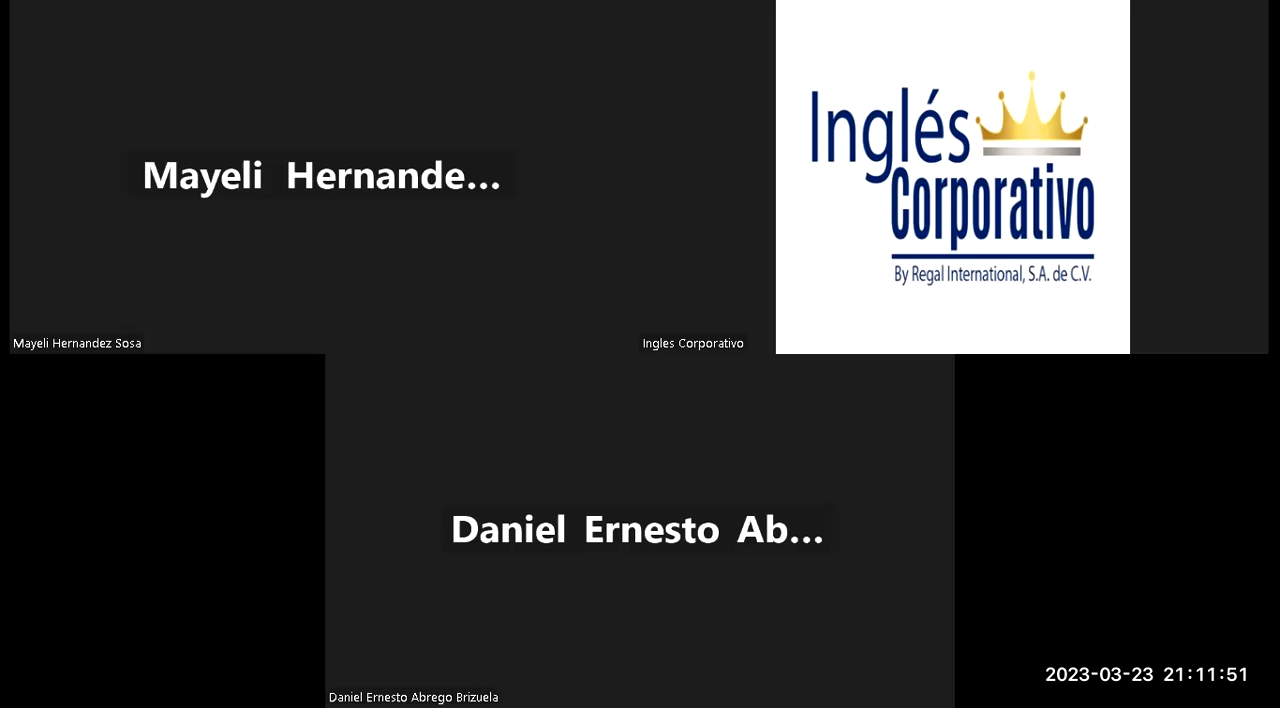 Mayeli Hernande...
Mayeli Hernandez Sosa
Inglés
Corporativo
By Regal International, S.A. de C.V.
Ingles Corporativo
Daniel Ernesto Ab...
Daniel Ernesto Abrego Brizuela
2023-03-23 21:11:51